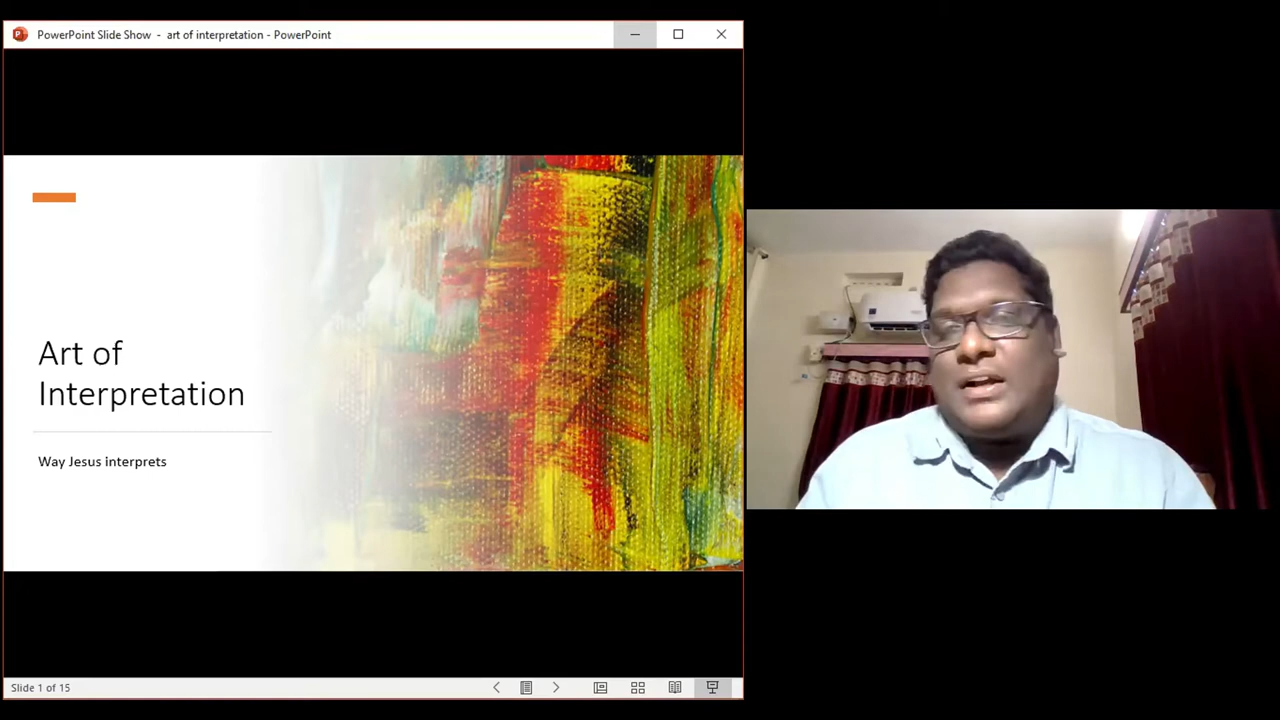 PowerPoint Slide Show - art of interpretation - PowerPoint
Art of
Interpretation
Way Jesus interprets
Slide 1 of 15